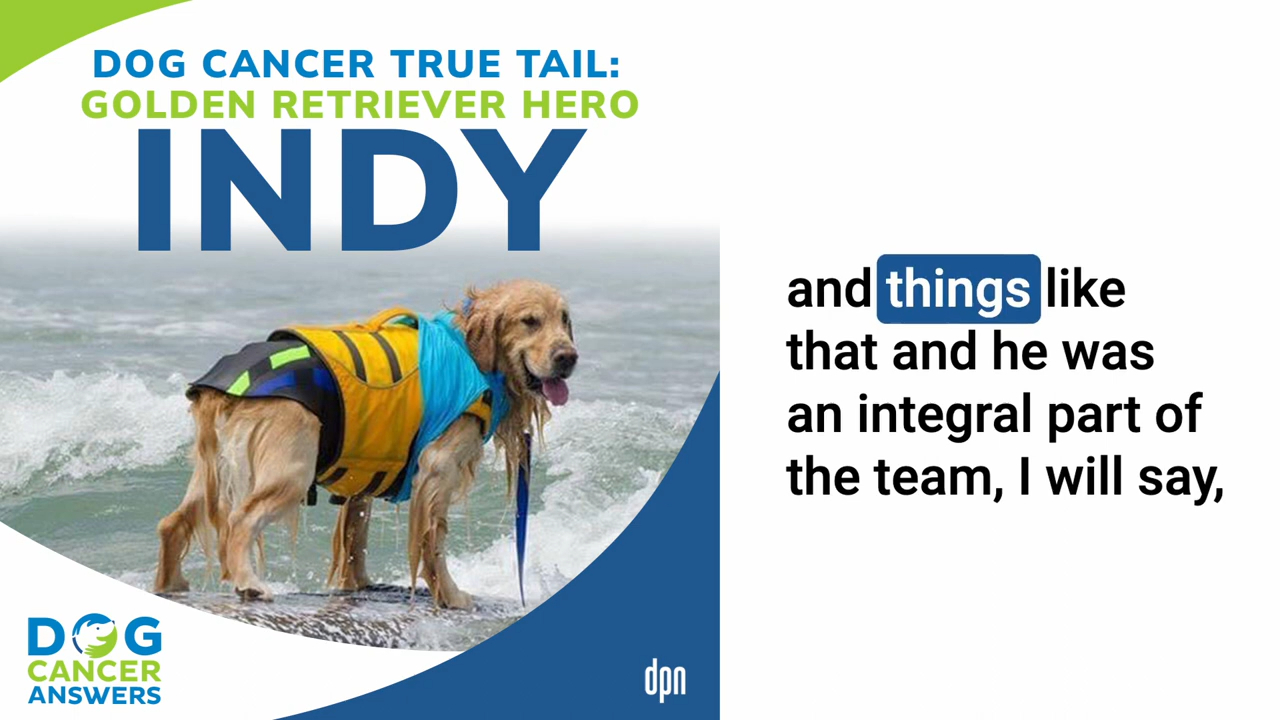 DOG CANCER TRUE TAIL:
GOLDEN RETRIEVER HERO
INDY
and things like
that and he was
an integral part of
the team, I will say,
DOG
CANCER
ANSWERS
dpn